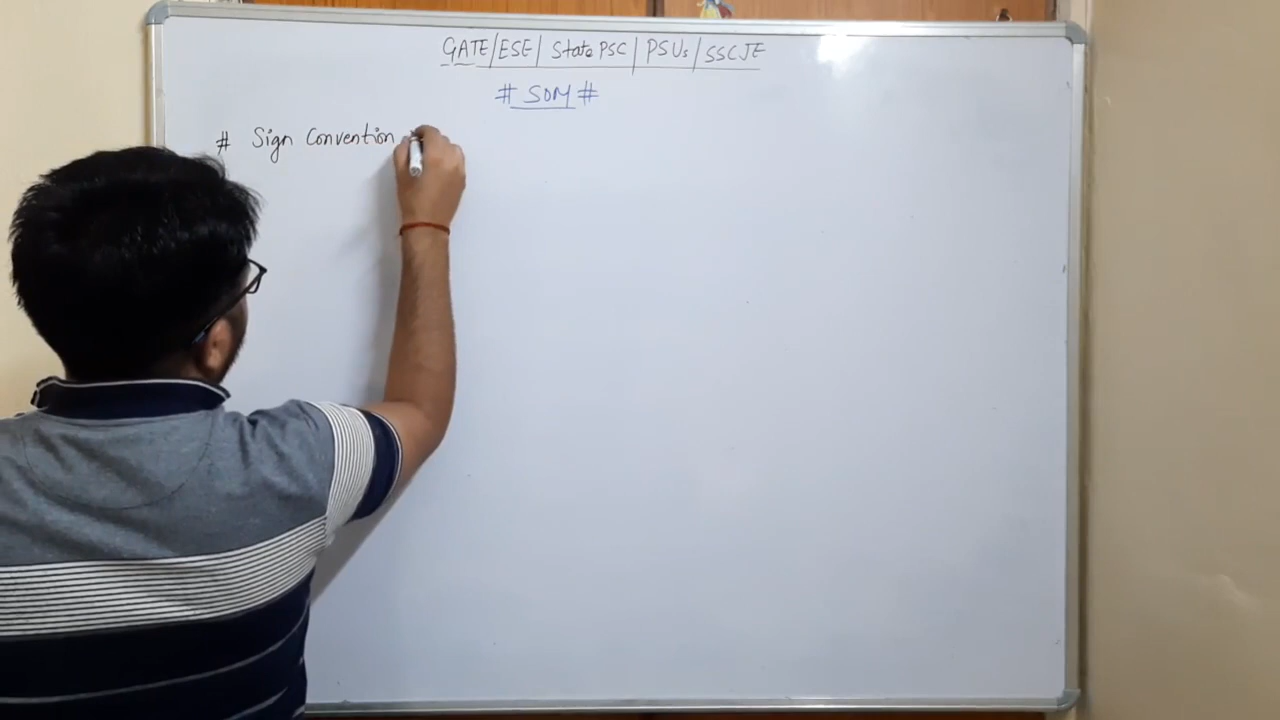 GATE/ESE/ State PSC/ PSUs/ SSCJE
# SOM #
# Sign Convention